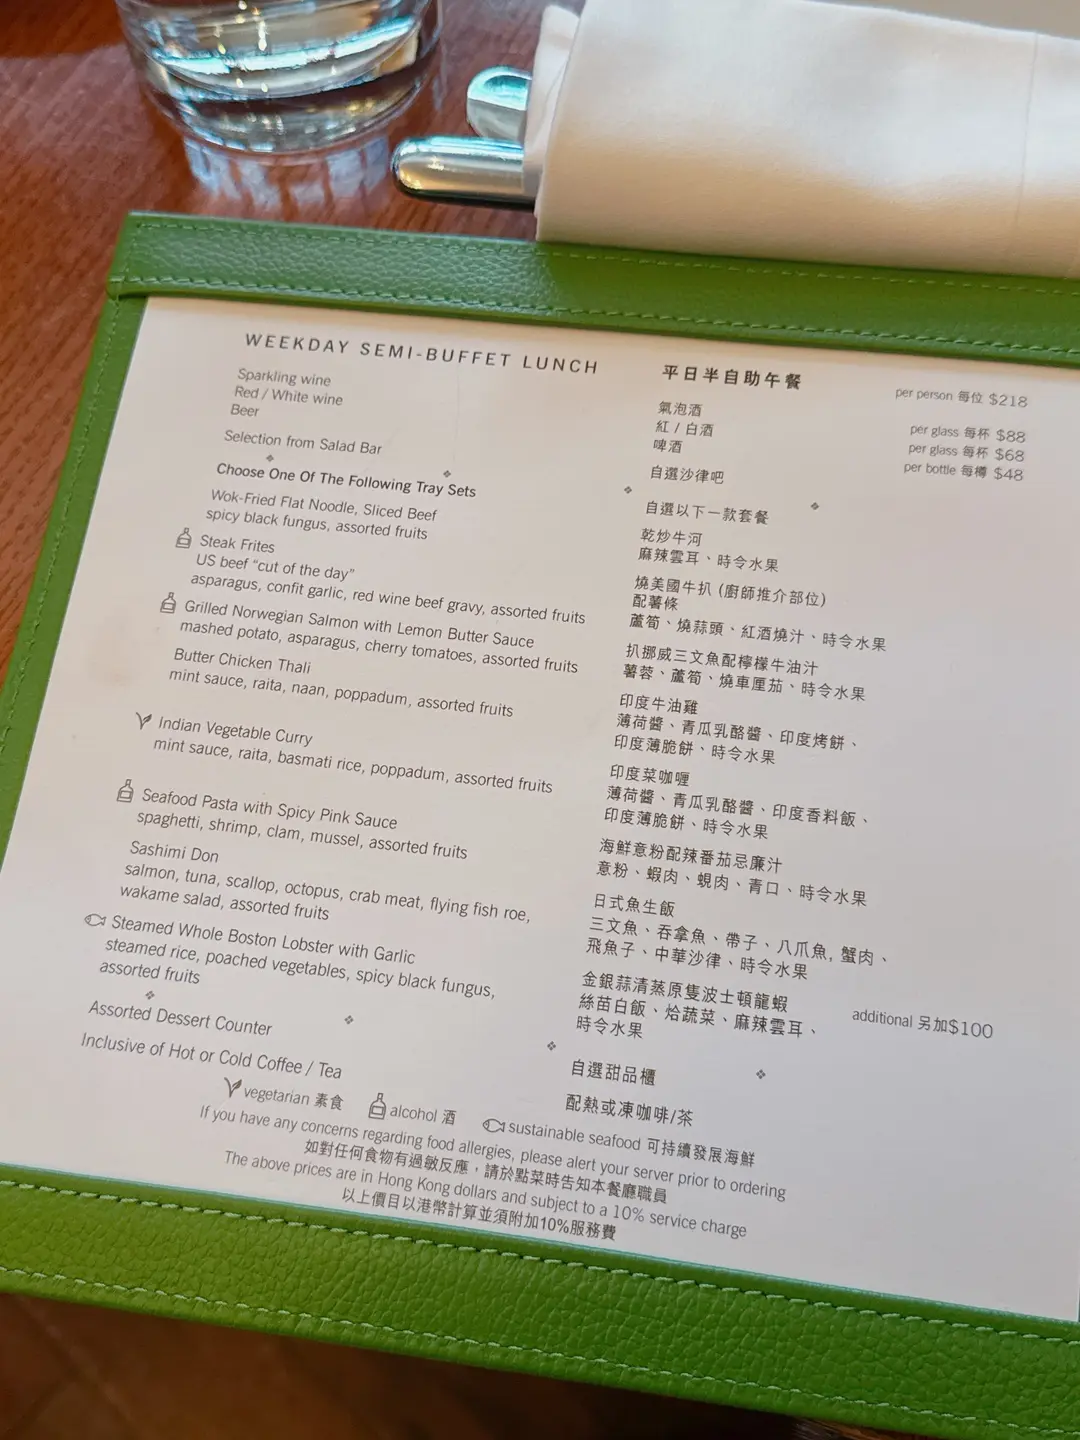 WEEKDAY SEMI-BUFFET LUNCH
Sparkling wine
Red / White wine
Beer
Selection from Salad Bar
Choose One Of The Following Tray Sets
Wok-Fried Flat Noodle, Sliced Beef
spicy black fungus, assorted fruits
Steak Frites
US beef “cut of the day”
asparagus, confit garlic, red wine beef gravy, assorted fruits
Grilled Norwegian Salmon with Lemon Butter Sauce
mashed potato, asparagus, cherry tomatoes, assorted fruits
Butter Chicken Thali
mint sauce, raita, naan, poppadum, assorted fruits
Indian Vegetable Curry
mint sauce, raita, basmati rice, poppadum, assorted fruits
Seafood Pasta with Spicy Pink Sauce
spaghetti, shrimp, clam, mussel, assorted fruits
Sashimi Don
salmon, tuna, scallop, octopus, crab meat, flying fish roe,
wakame salad, assorted fruits
Steamed Whole Boston Lobster with Garlic
steamed rice, poached vegetables, spicy black fungus,
assorted fruits
Assorted Dessert Counter
Inclusive of Hot or Cold Coffee / Tea
平日半自助午餐
per person 每位 $218
氣泡酒
per glass 每杯 $88
紅 / 白酒
per glass 每杯 $68
啤酒
per bottle 每樽 $48
自選沙律吧
自選以下一款套餐
乾炒牛河
麻辣雲耳、時令水果
燒美國牛扒 (廚師推介部位)
配薯條
蘆筍、燒蒜頭、紅酒燒汁、時令水果
扒挪威三文魚配檸檬牛油汁
薯蓉、蘆筍、燒車厘茄、時令水果
印度牛油雞
薄荷醬、青瓜乳酪醬、印度烤餅、
印度薄脆餅、時令水果
印度菜咖喱
薄荷醬、青瓜乳酪醬、印度香料飯、
印度薄脆餅、時令水果
海鮮意粉配辣番茄忌廉汁
意粉、蝦肉、蜆肉、青口、時令水果
日式魚生飯
三文魚、吞拿魚、帶子、八爪魚, 蟹肉、
飛魚子、中華沙律、時令水果
金銀蒜清蒸原隻波士頓龍蝦
絲苗白飯、烚蔬菜、麻辣雲耳、
時令水果
additional 另加$100
自選甜品櫃
配熱或凍咖啡/茶
vegetarian 素食 alcohol 酒 sustainable seafood 可持續發展海鮮
If you have any concerns regarding food allergies, please alert your server prior to ordering
如對任何食物有過敏反應，請於點菜時告知本餐廳職員
The above prices are in Hong Kong dollars and subject to a 10% service charge
以上價目以港幣計算並須附加10%服務費